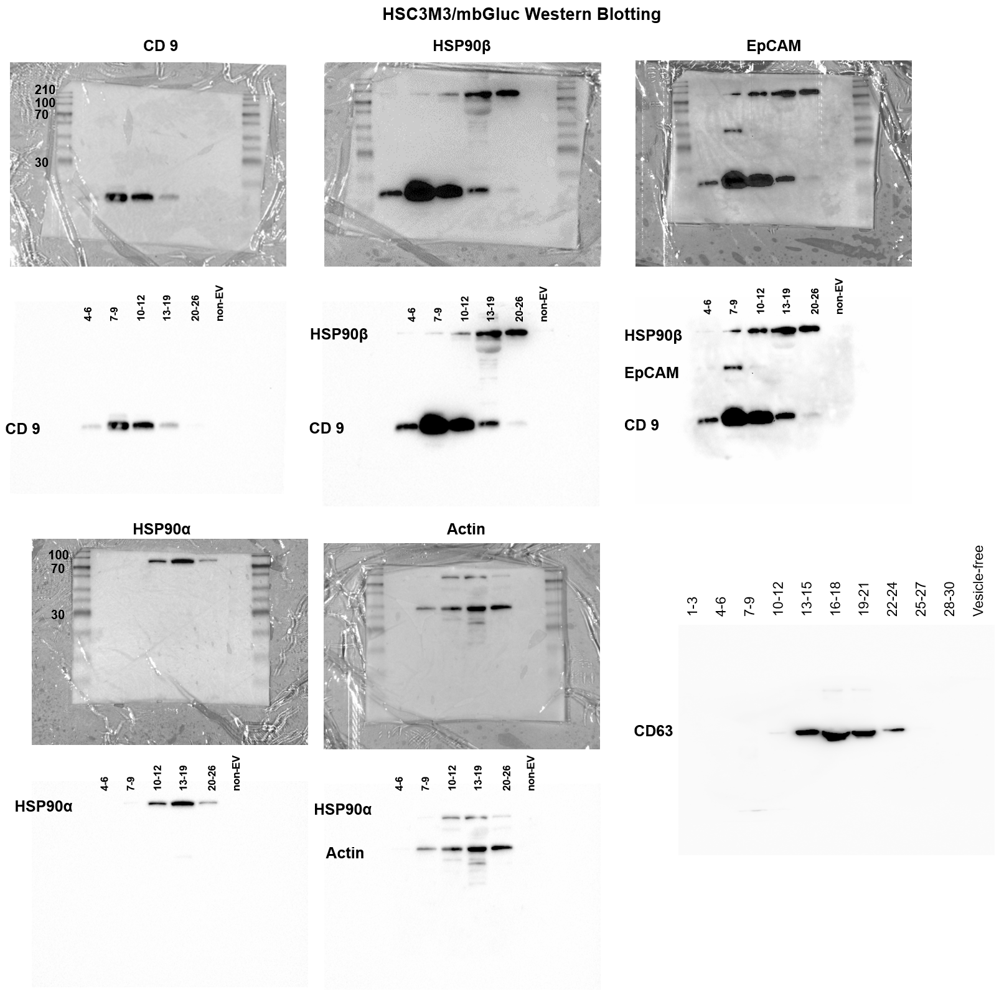 HSC3M3/mbGluc Western Blotting
CD 9
HSP90β
EpCAM
210
100
70
30
4-6
7-9
10-12
13-19
20-26
non-EV
CD 9
4-6
7-9
10-12
13-19
20-26
non-EV
HSP90β
CD 9
4-6
7-9
10-12
13-19
20-26
non-EV
HSP90β
EpCAM
CD 9
HSP90α
Actin
100
70
30
4-6
7-9
10-12
13-19
20-26
non-EV
HSP90α
4-6
7-9
10-12
13-19
20-26
non-EV
HSP90α
Actin
1-3
4-6
7-9
10-12
13-15
16-18
19-21
22-24
25-27
28-30
Vesicle-free
CD63